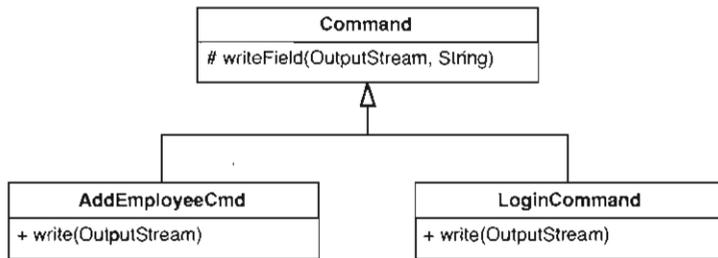 Command
# writeField(OutputStream, String)
AddEmployeeCmd
+ write(OutputStream)
LoginCommand
+ write(OutputStream)